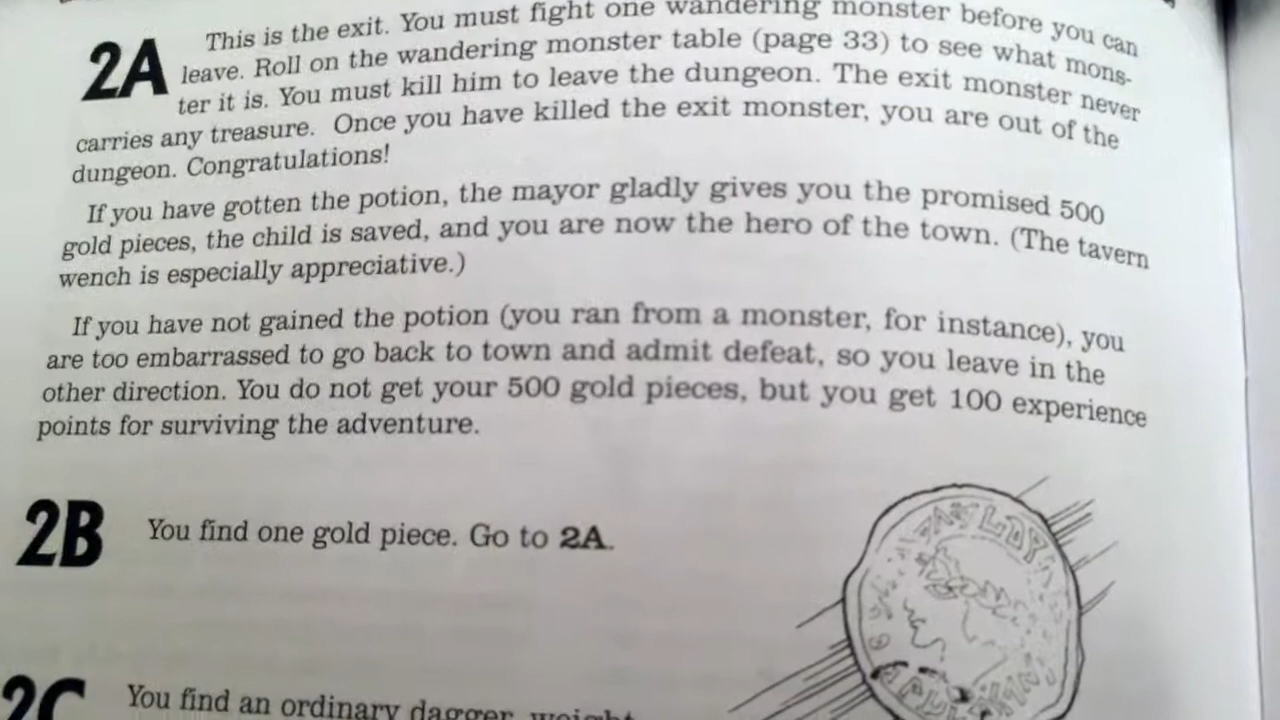 2A This is the exit. You must fight one wandering monster before you can
leave. Roll on the wandering monster table (page 33) to see what mons-
ter it is. You must kill him to leave the dungeon. The exit monster never
carries any treasure. Once you have killed the exit monster, you are out of the
dungeon. Congratulations!
If you have gotten the potion, the mayor gladly gives you the promised 500
gold pieces, the child is saved, and you are now the hero of the town. (The tavern
wench is especially appreciative.)
If you have not gained the potion (you ran from a monster, for instance), you
are too embarrassed to go back to town and admit defeat, so you leave in the
other direction. You do not get your 500 gold pieces, but you get 100 experience
points for surviving the adventure.
2B You find one gold piece. Go to 2A.
2C You find an ordinary dagger, weight